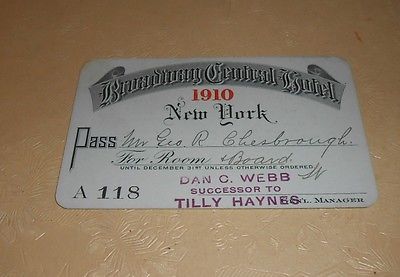 Broadway Central Hotel
1910
New York
Pass Mr Geo. R. Chesbrough.
For Room & Board
UNTIL DECEMBER 31ST UNLESS OTHERWISE ORDERED
DAN C. WEBB
SUCCESSOR TO
TILLY HAYNES
A 118 GEN'L MANAGER